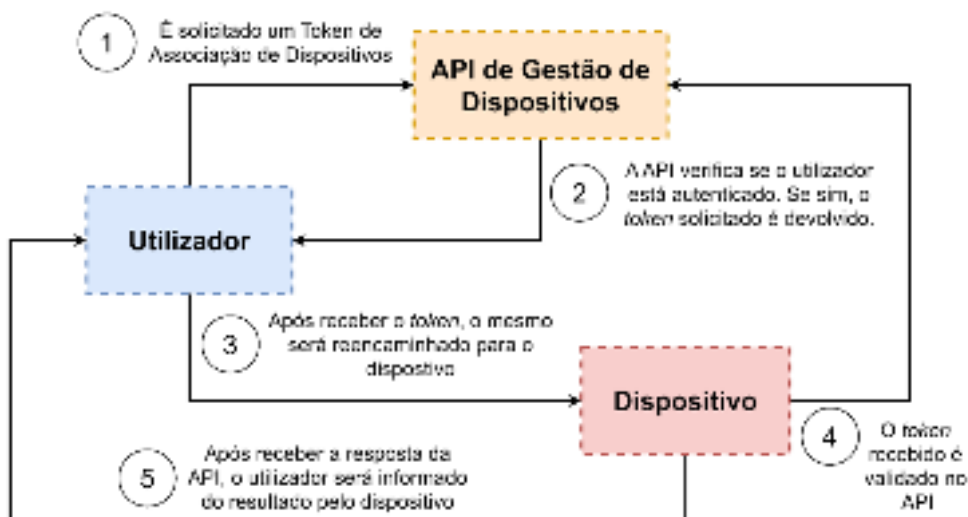 1
É solicitado um Token de
Associação de Dispositivos
API de Gestão de
Dispositivos
2
A API verifica se o utilizador
está autenticado. Se sim, o
token solicitado é devolvido.
Utilizador
3
Após receber o token, o mesmo
será reencaminhado para o
dispostivo
Dispositivo
4
O token
recebido é
validado no
API
5
Após receber a resposta da
API, o utilizador será informado
do resultado pelo dispositivo